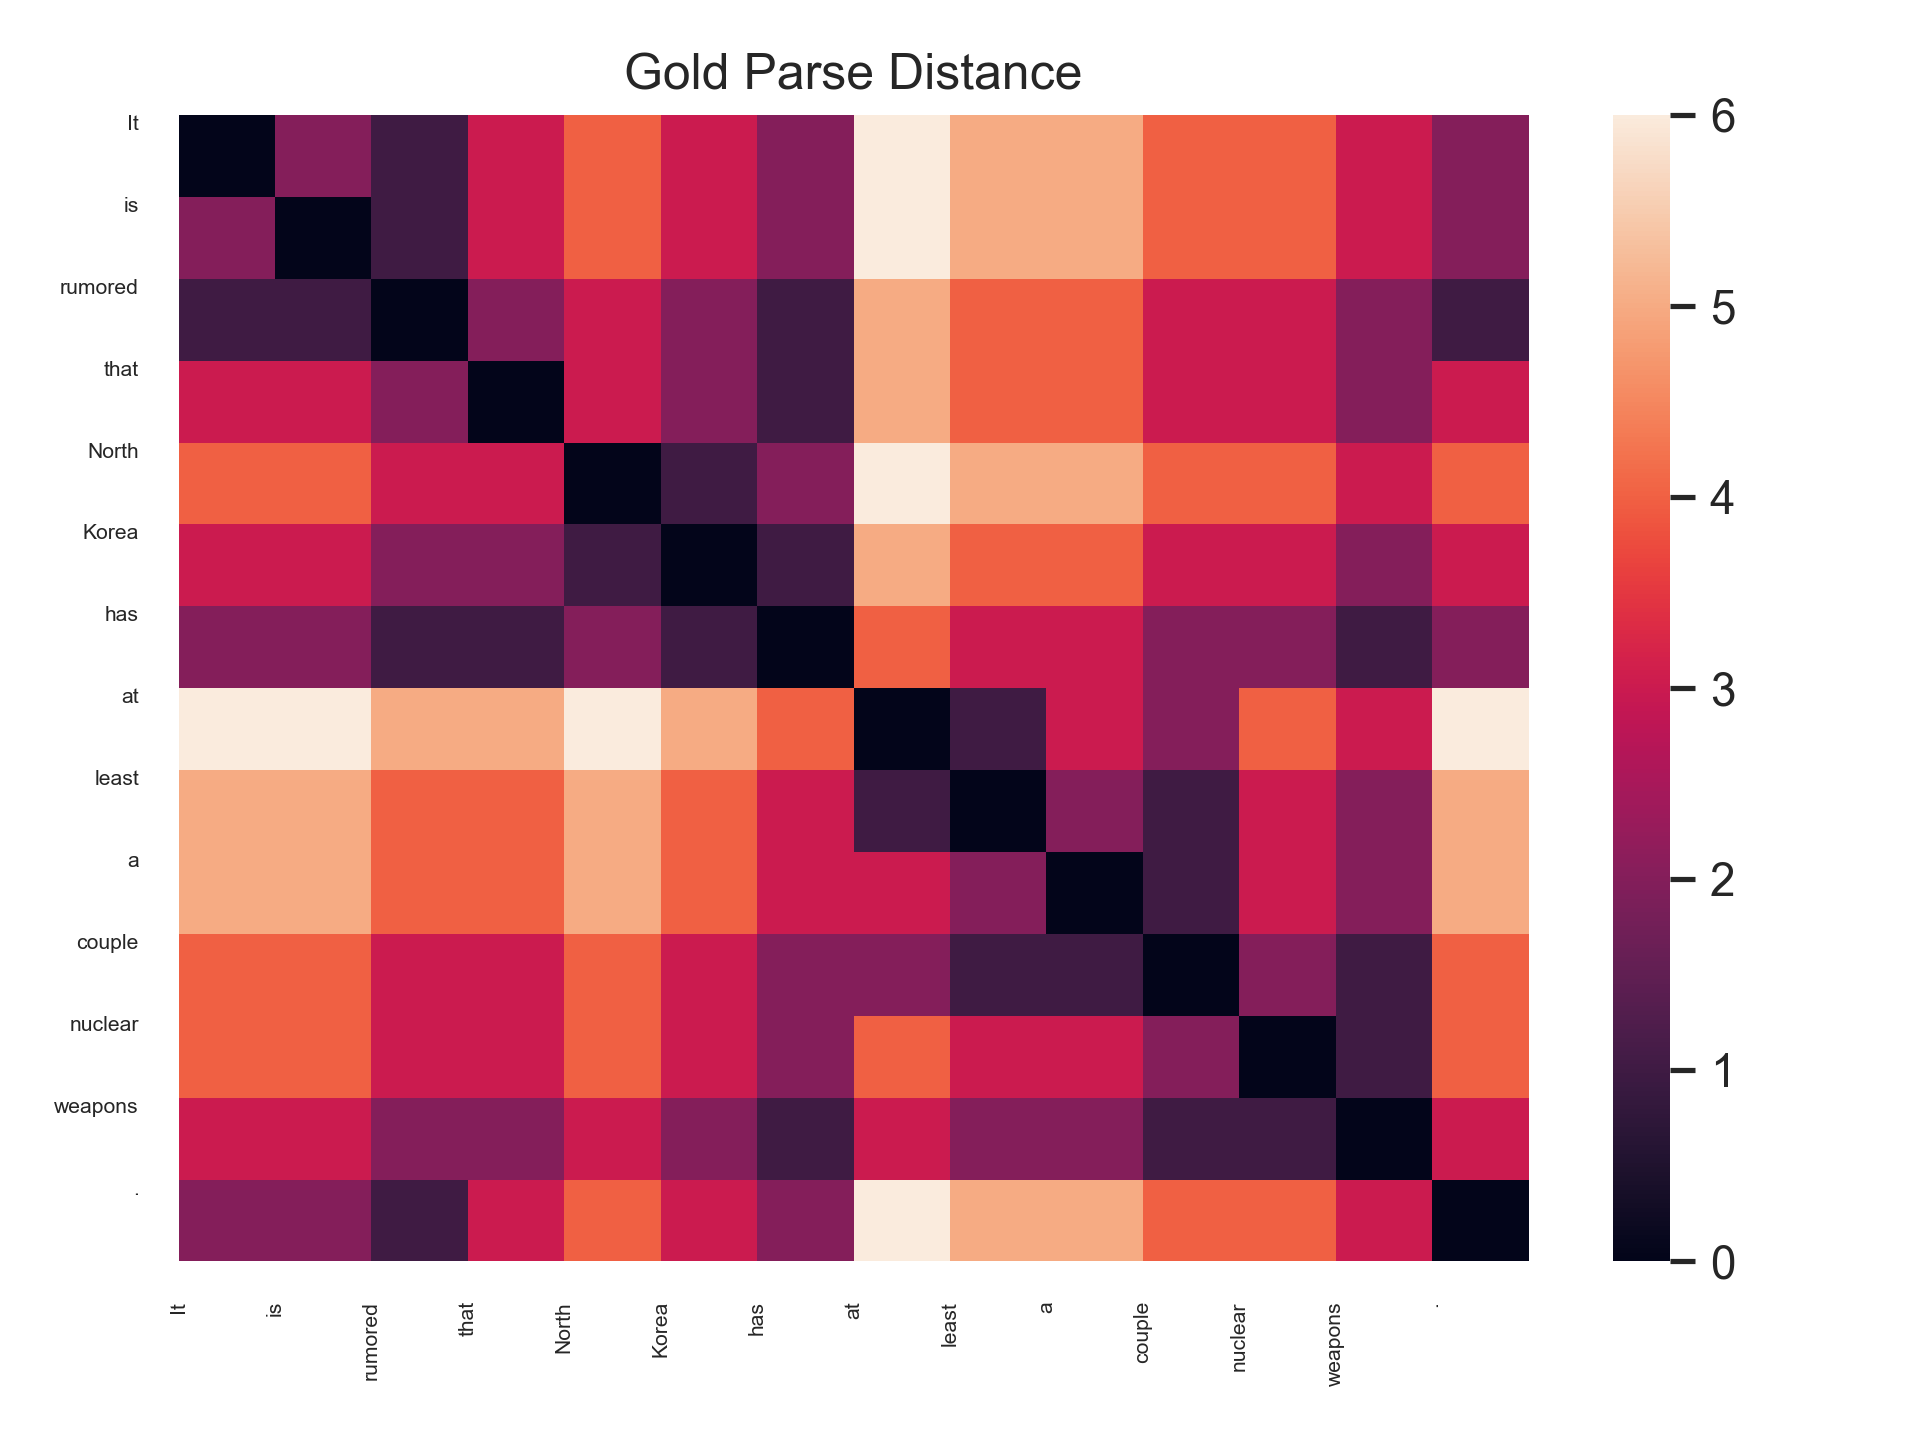 Gold Parse Distance
It
is
rumored
that
North
Korea
has
at
least
a
couple
nuclear
weapons
.
6
5
4
3
2
1
0
It
is
rumored
that
North
Korea
has
at
least
a
couple
nuclear
weapons
.